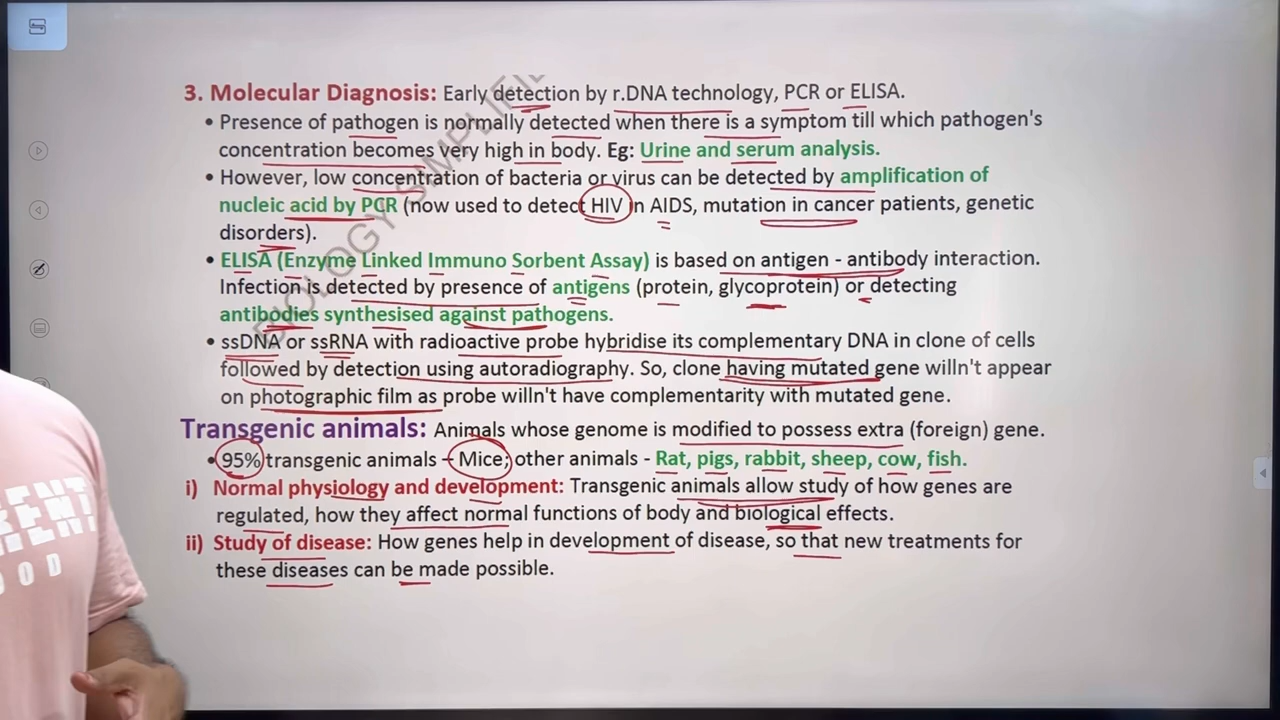 3. Molecular Diagnosis: Early detection by r.DNA technology, PCR or ELISA.
• Presence of pathogen is normally detected when there is a symptom till which pathogen's
concentration becomes very high in body. Eg: Urine and serum analysis.
• However, low concentration of bacteria or virus can be detected by amplification of
nucleic acid by PCR (now used to detect HIV in AIDS, mutation in cancer patients, genetic
disorders).
• ELISA (Enzyme Linked Immuno Sorbent Assay) is based on antigen - antibody interaction.
Infection is detected by presence of antigens (protein, glycoprotein) or detecting
antibodies synthesised against pathogens.
• ssDNA or ssRNA with radioactive probe hybridise its complementary DNA in clone of cells
followed by detection using autoradiography. So, clone having mutated gene willn't appear
on photographic film as probe willn't have complementarity with mutated gene.
Transgenic animals: Animals whose genome is modified to possess extra (foreign) gene.
• 95% transgenic animals - Mice; other animals - Rat, pigs, rabbit, sheep, cow, fish.
i) Normal physiology and development: Transgenic animals allow study of how genes are
regulated, how they affect normal functions of body and biological effects.
ii) Study of disease: How genes help in development of disease, so that new treatments for
these diseases can be made possible.